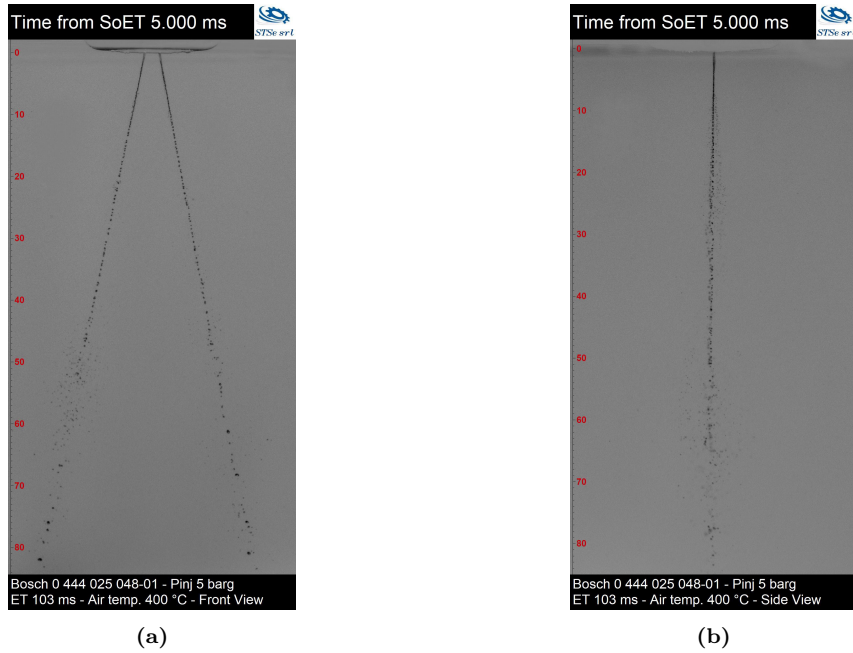 Time from SoET 5.000 ms
STSe srl
0
10
20
30
40
50
60
70
80
Bosch 0 444 025 048-01 - Pinj 5 barg
ET 103 ms - Air temp. 400 °C - Front View
(a)
Time from SoET 5.000 ms
STSe srl
0
10
20
30
40
50
60
70
80
Bosch 0 444 025 048-01 - Pinj 5 barg
ET 103 ms - Air temp. 400 °C - Side View
(b)